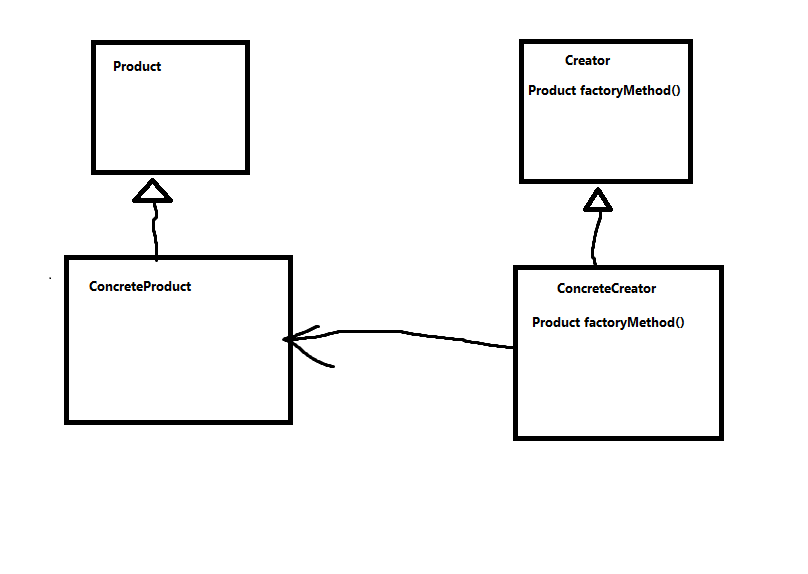 Product
Creator
Product factoryMethod()
ConcreteProduct
ConcreteCreator
Product factoryMethod()